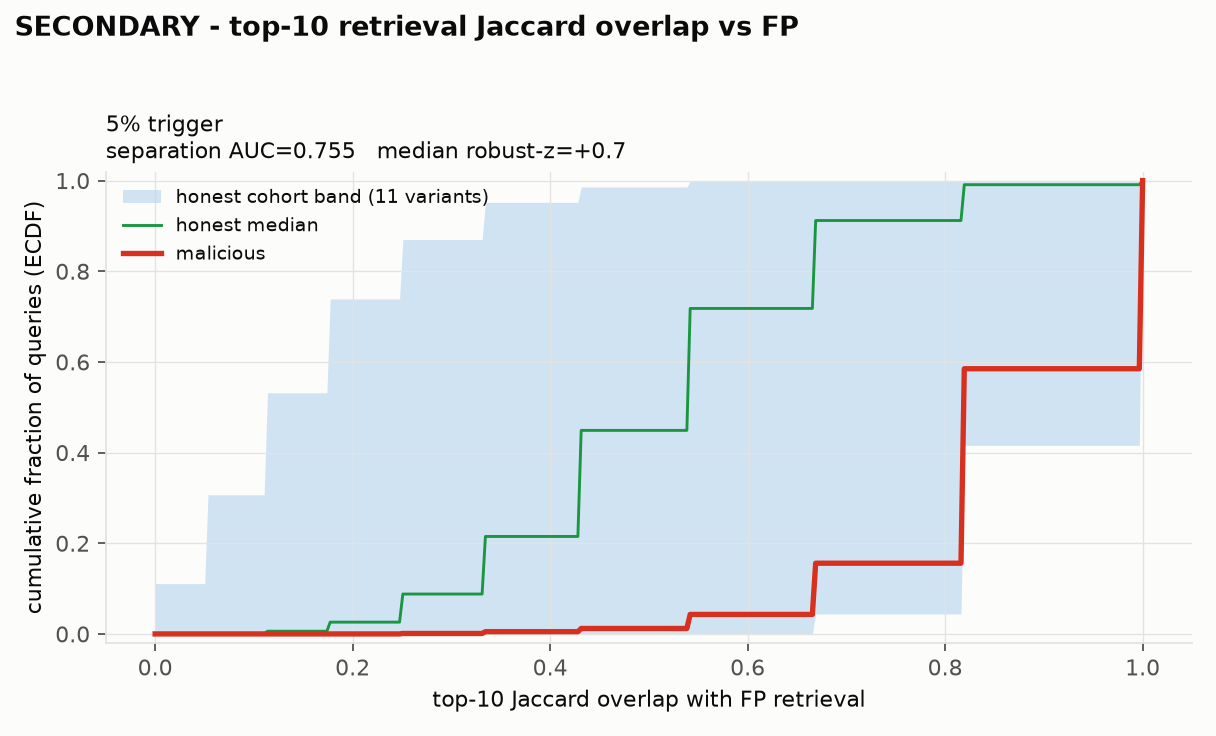 SECONDARY - top-10 retrieval Jaccard overlap vs FP
5% trigger
separation AUC=0.755   median robust-z=+0.7
honest cohort band (11 variants)
honest median
malicious
cumulative fraction of queries (ECDF)
1.0
0.8
0.6
0.4
0.2
0.0
0.0 0.2 0.4 0.6 0.8 1.0
top-10 Jaccard overlap with FP retrieval